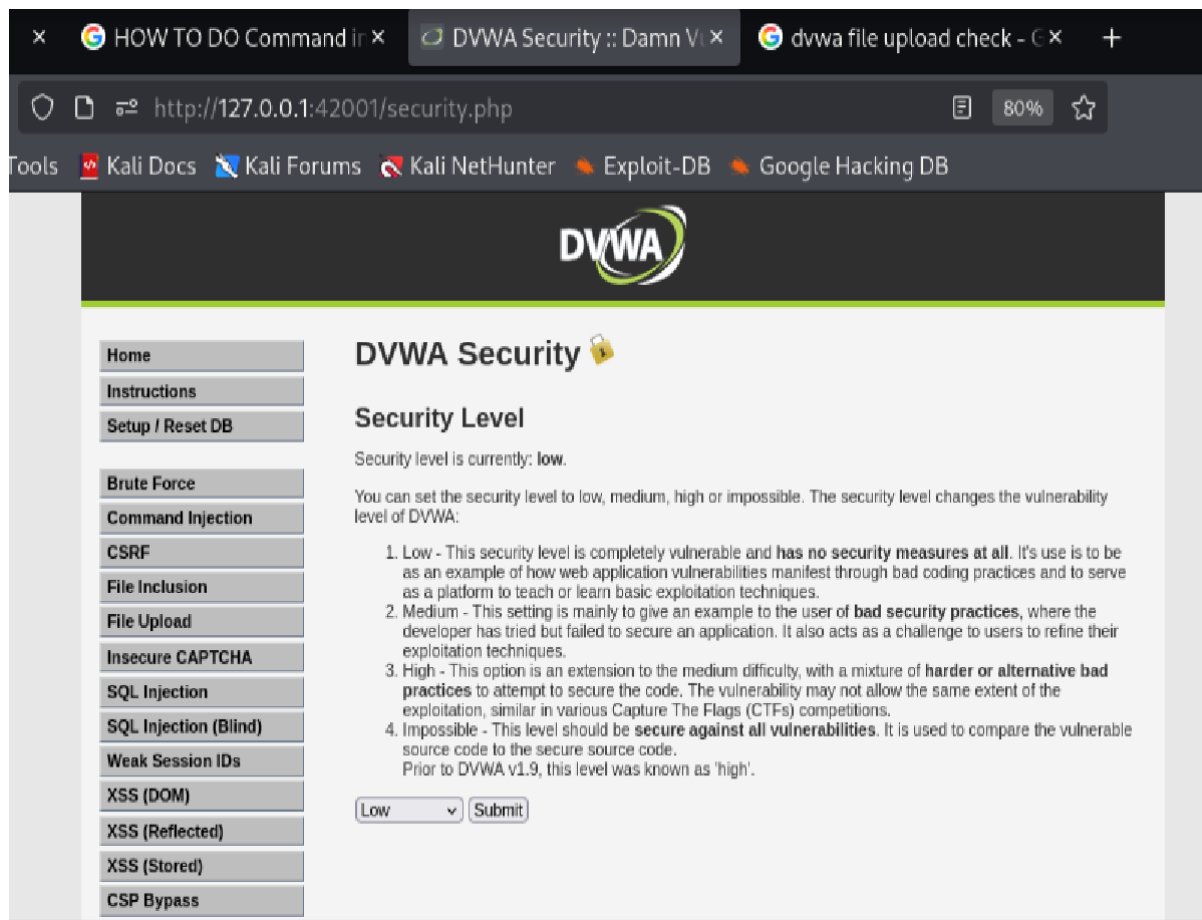 HOW TO DO Command in
DVWA Security :: Damn Vu
dvwa file upload check - G
http://127.0.0.1:42001/security.php
80%
Tools Kali Docs Kali Forums Kali NetHunter Exploit-DB Google Hacking DB
DVWA
Home
Instructions
Setup / Reset DB
Brute Force
Command Injection
CSRF
File Inclusion
File Upload
Insecure CAPTCHA
SQL Injection
SQL Injection (Blind)
Weak Session IDs
XSS (DOM)
XSS (Reflected)
XSS (Stored)
CSP Bypass
DVWA Security
Security Level
Security level is currently: low.
You can set the security level to low, medium, high or impossible. The security level changes the vulnerability
level of DVWA:
1. Low - This security level is completely vulnerable and has no security measures at all. It's use is to be
as an example of how web application vulnerabilities manifest through bad coding practices and to serve
as a platform to teach or learn basic exploitation techniques.
2. Medium - This setting is mainly to give an example to the user of bad security practices, where the
developer has tried but failed to secure an application. It also acts as a challenge to users to refine their
exploitation techniques.
3. High - This option is an extension to the medium difficulty, with a mixture of harder or alternative bad
practices to attempt to secure the code. The vulnerability may not allow the same extent of the
exploitation, similar in various Capture The Flags (CTFs) competitions.
4. Impossible - This level should be secure against all vulnerabilities. It is used to compare the vulnerable
source code to the secure source code.
Prior to DVWA v1.9, this level was known as 'high'.
Low Submit